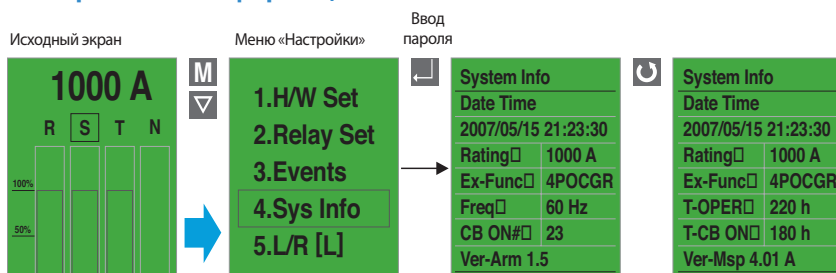 Ввод
пароля
Исходный экран
Меню «Настройки»
1000 A
R S T N
100%
50%
M
1.H/W Set
2.Relay Set
3.Events
4.Sys Info
5.L/R [L]
System Info
Date Time
2007/05/15 21:23:30
Rating□ 1000 A
Ex-Func□ 4POCGR
Freq□ 60 Hz
CB ON#□ 23
Ver-Arm 1.5
System Info
Date Time
2007/05/15 21:23:30
Rating□ 1000 A
Ex-Func□ 4POCGR
T-OPER□ 220 h
T-CB ON□ 180 h
Ver-Msp 4.01 A